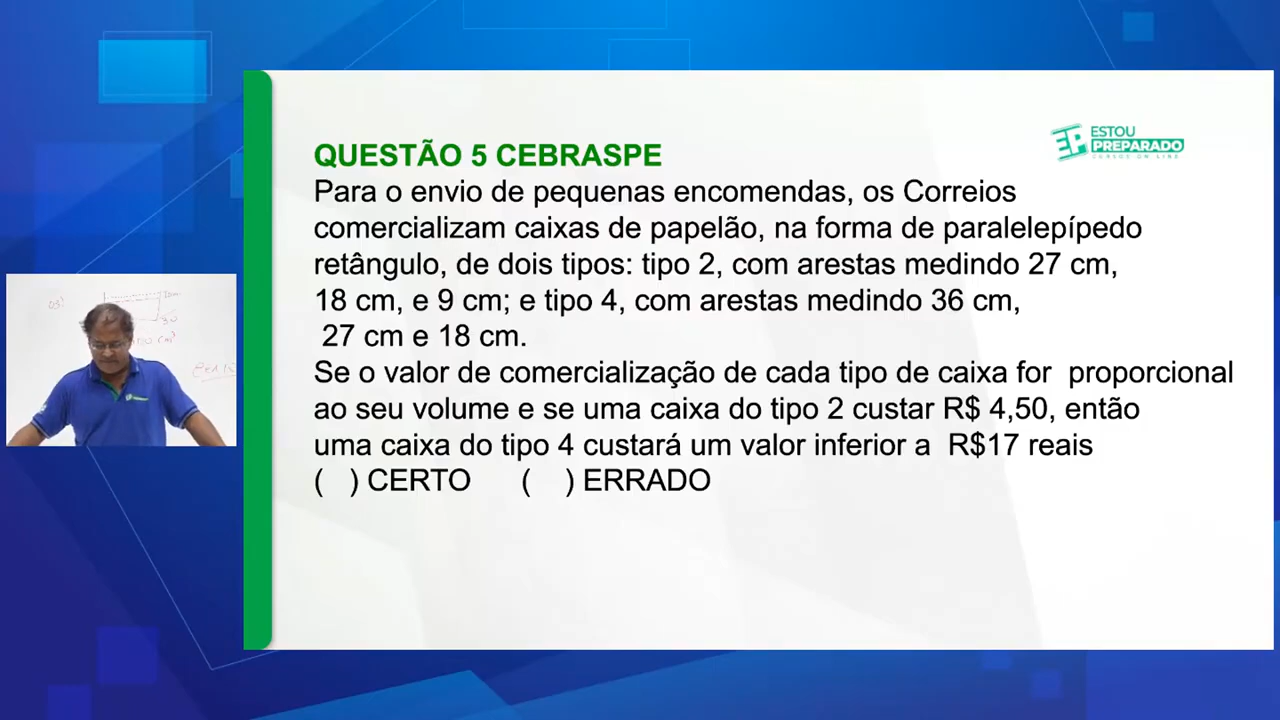 QUESTÃO 5 CEBRASPE
Para o envio de pequenas encomendas, os Correios
comercializam caixas de papelão, na forma de paralelepípedo
retângulo, de dois tipos: tipo 2, com arestas medindo 27 cm,
18 cm, e 9 cm; e tipo 4, com arestas medindo 36 cm,
27 cm e 18 cm.
Se o valor de comercialização de cada tipo de caixa for proporcional
ao seu volume e se uma caixa do tipo 2 custar R$ 4,50, então
uma caixa do tipo 4 custará um valor inferior a R$17 reais
( ) CERTO ( ) ERRADO
EP
ESTOU
PREPARADO
CURSOS ON LINE